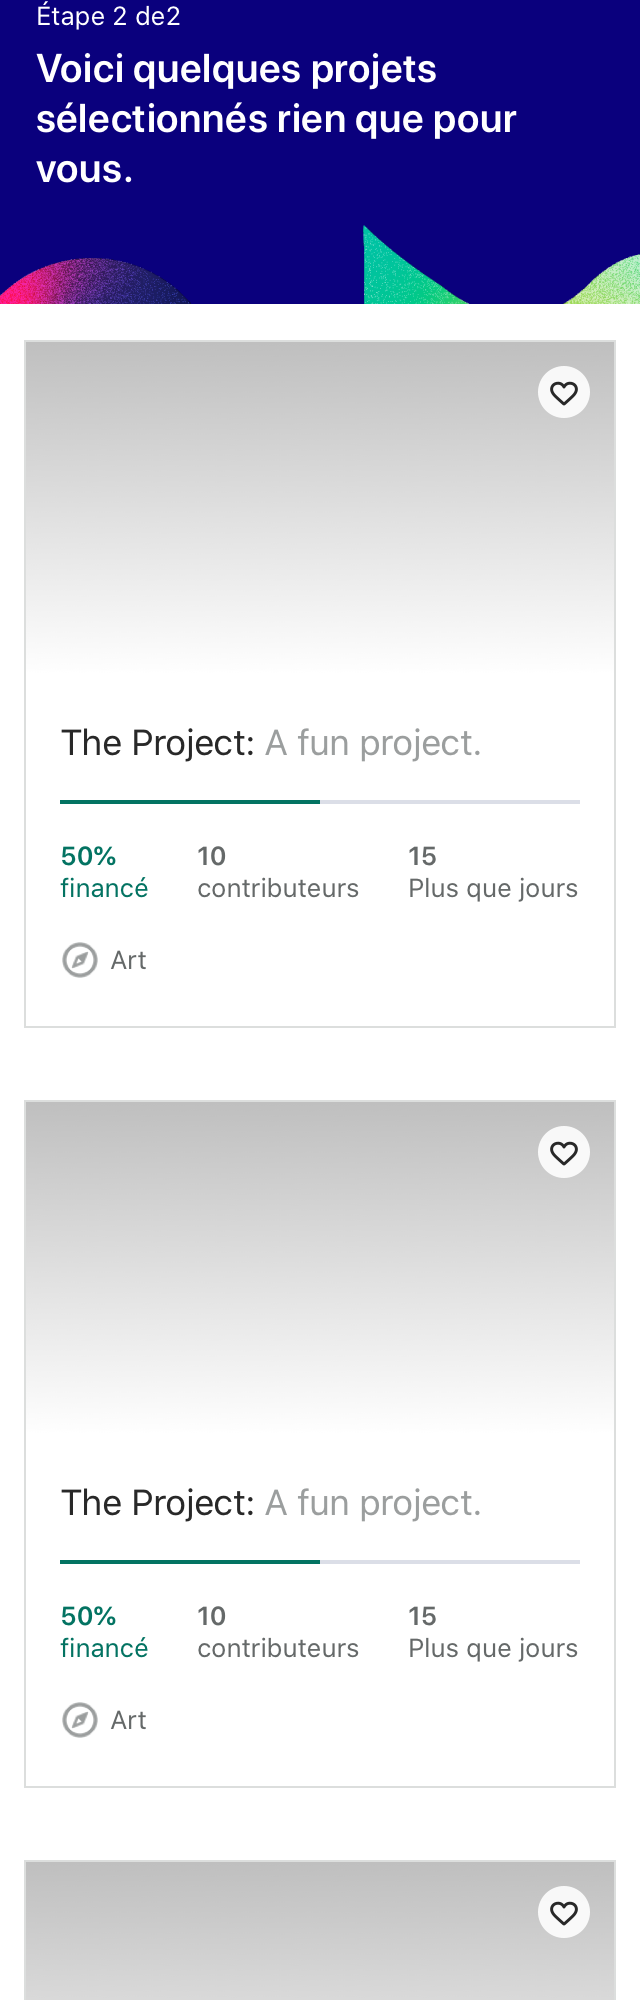 Étape 2 de2
Voici quelques projets
sélectionnés rien que pour
vous.
The Project: A fun project.
50%
financé
10
contributeurs
15
Plus que jours
Art
The Project: A fun project.
50%
financé
10
contributeurs
15
Plus que jours
Art